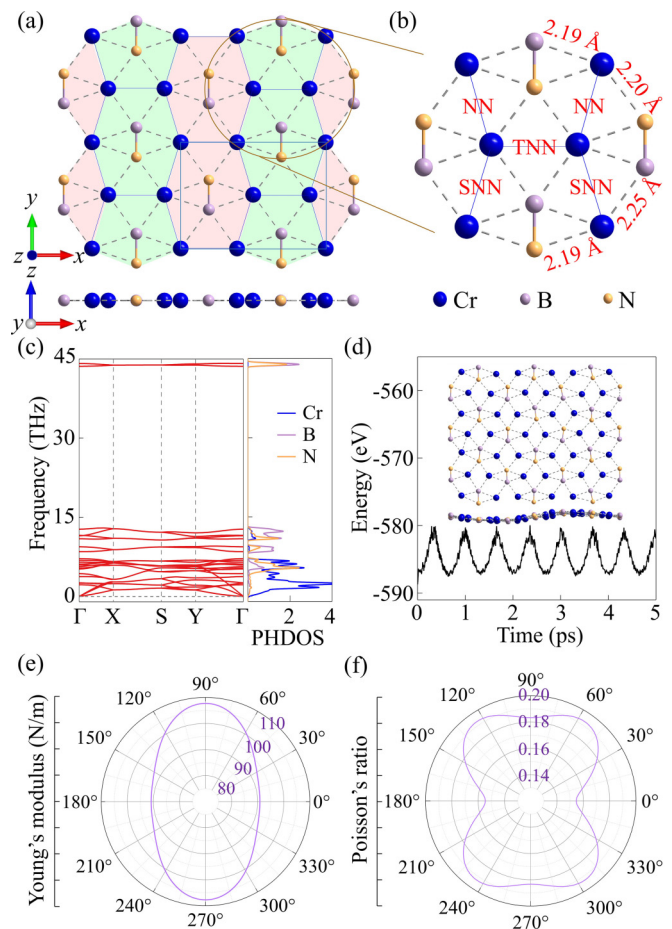 (a)
y
z
x
z
y
x
(b)
2.19 Å
2.20 Å
NN
NN
TNN
SNN
SNN
2.25 Å
2.19 Å
Cr
B
N
(c)
45
30
15
0
Frequency (THz)
Γ
X
S
Y
Γ
Cr
B
N
2
4
PHDOS
(d)
-560
-570
-580
-590
Energy (eV)
0
1
2
3
4
5
Time (ps)
(e)
Young's modulus (N/m)
90°
120°
60°
150°
30°
180°
0°
210°
330°
240°
300°
270°
110
100
90
80
(f)
Poisson's ratio
90°
120°
60°
150°
30°
180°
0°
210°
330°
240°
300°
270°
0.20
0.18
0.16
0.14